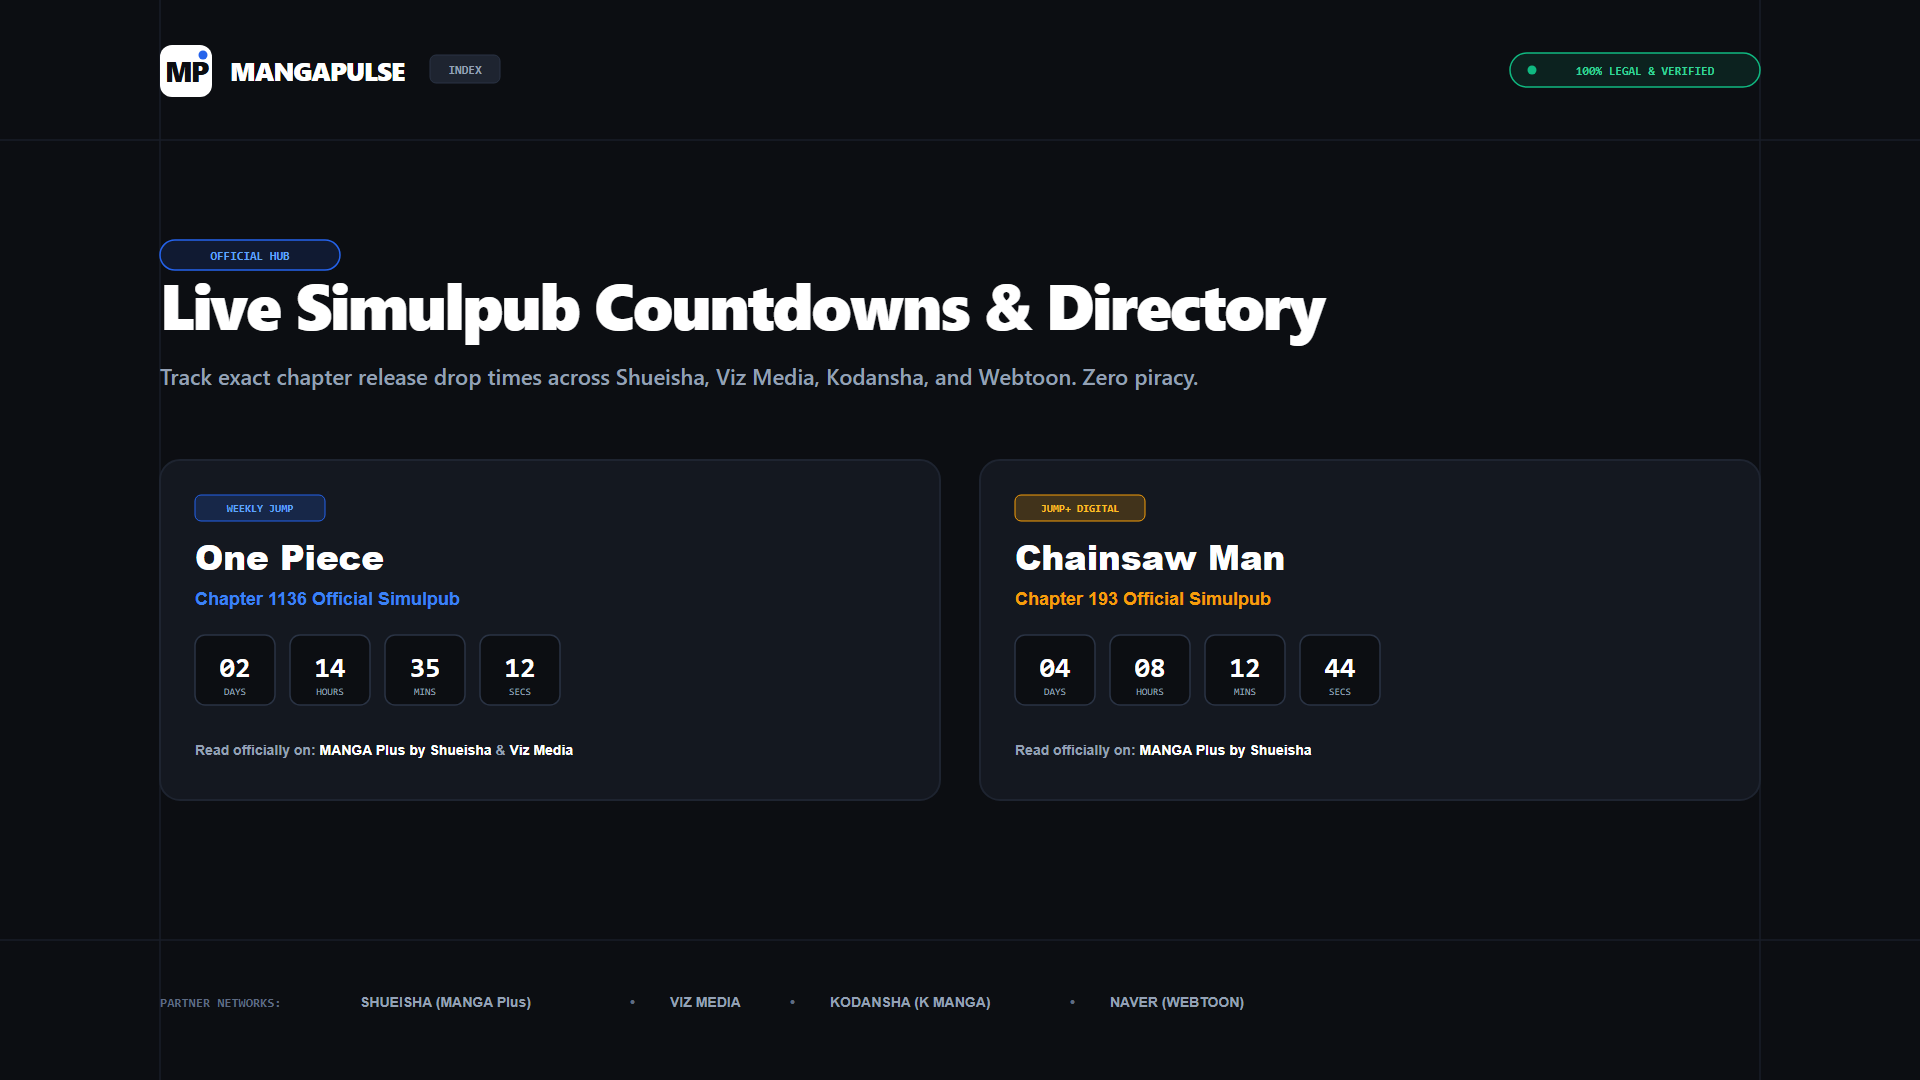 MP MANGAPULSE INDEX 100% LEGAL & VERIFIED
OFFICIAL HUB
Live Simulpub Countdowns & Directory
Track exact chapter release drop times across Shueisha, Viz Media, Kodansha, and Webtoon. Zero piracy.
WEEKLY JUMP
One Piece
Chapter 1136 Official Simulpub
02 14 35 12
DAYS HOURS MINS SECS
Read officially on: MANGA Plus by Shueisha & Viz Media
JUMP+ DIGITAL
Chainsaw Man
Chapter 193 Official Simulpub
04 08 12 44
DAYS HOURS MINS SECS
Read officially on: MANGA Plus by Shueisha
PARTNER NETWORKS: SHUEISHA (MANGA Plus) • VIZ MEDIA • KODANSHA (K MANGA) • NAVER (WEBTOON)